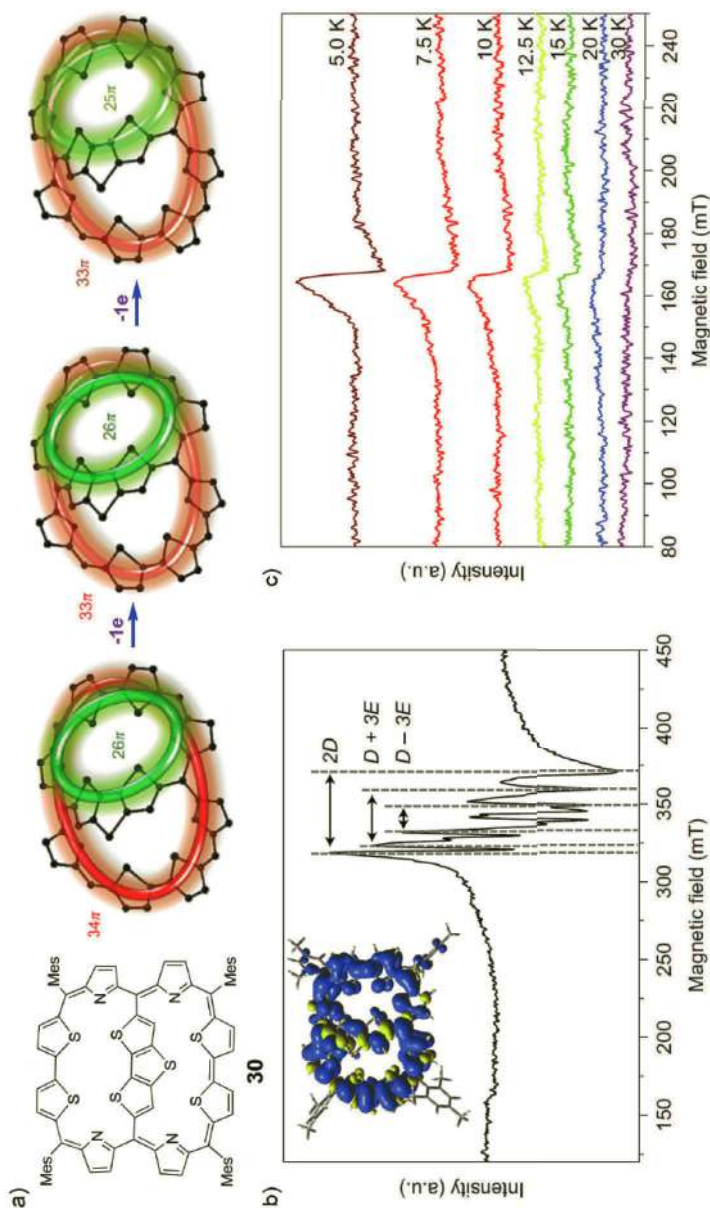 a)
Mes
Mes
N
N
S
S
S
S
S
S
S
N
N
Mes
Mes
30
34π
26π
-1e
33π
26π
-1e
33π
25π
b)
2D
D + 3E
D − 3E
Intensity (a.u.)
150 200 250 300 350 400 450
Magnetic field (mT)
c)
5.0 K
7.5 K
10 K
12.5 K
15 K
20 K
30 K
Intensity (a.u.)
80 100 120 140 160 180 200 220 240
Magnetic field (mT)